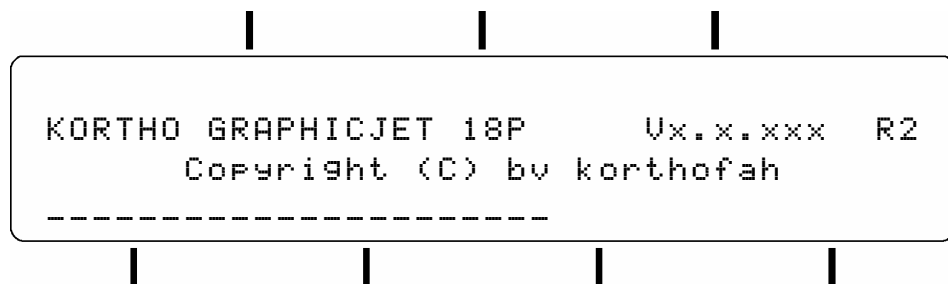 KORTHO GRAPHICJET 18P Vx.x.xxx R2
Copyright (C) bv korthofah
----------------------